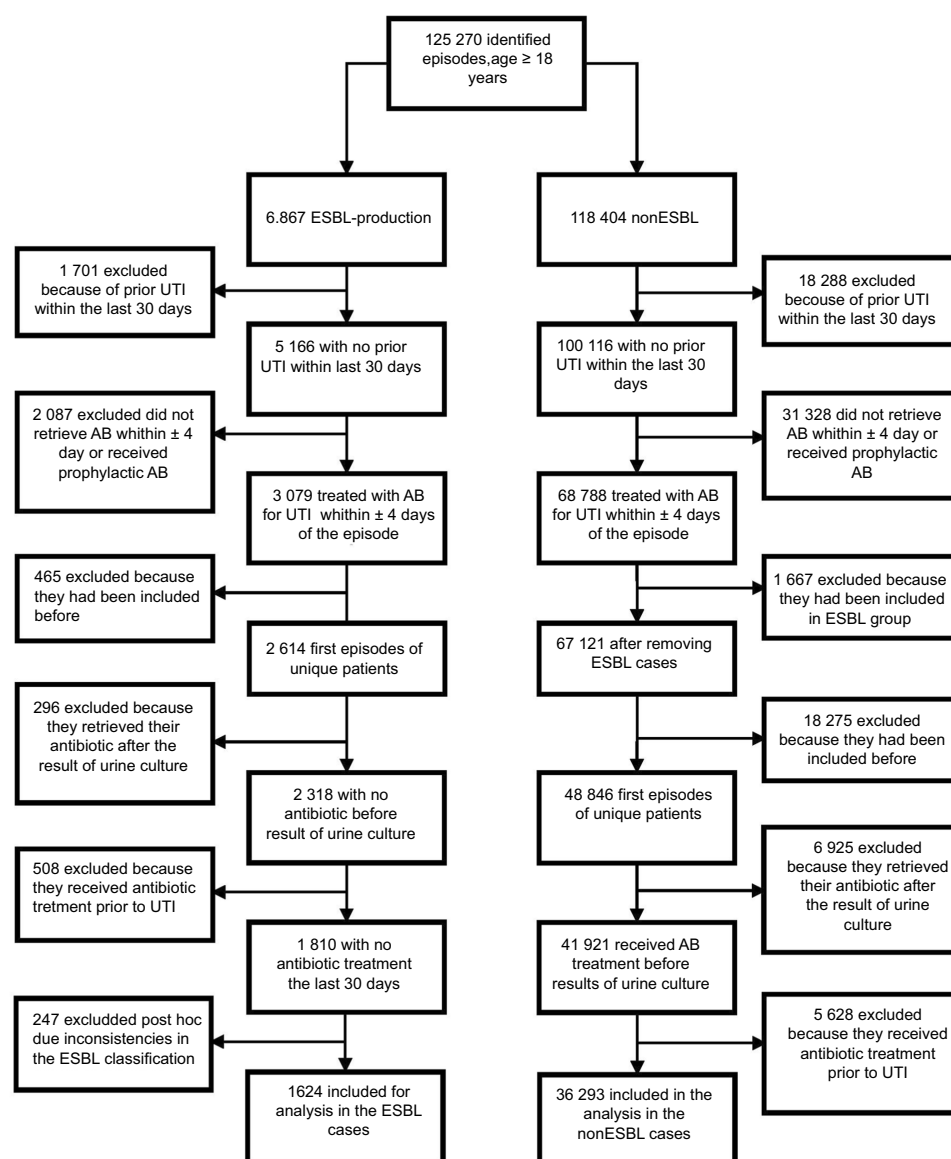 125 270 identified
episodes,age ≥ 18
years
6.867 ESBL-production
118 404 nonESBL
1 701 excluded
because of prior UTI
within the last 30 days
18 288 excluded
becouse of prior UTI
within the last 30 days
5 166 with no prior
UTI within last 30 days
100 116 with no prior
UTI within the last 30
days
2 087 excluded did not
retrieve AB whithin ± 4
day or received
prophylactic AB
31 328 did not retrieve
AB whithin ± 4 day or
received prophylactic
AB
3 079 treated with AB
for UTI whithin ± 4 days
of the episode
68 788 treated with AB
for UTI whithin ± 4 days
of the episode
465 excluded because
they had been included
before
1 667 excluded because
they had been included
in ESBL group
2 614 first episodes of
unique patients
67 121 after removing
ESBL cases
296 excluded because
they retrieved their
antibiotic after the
result of urine culture
18 275 excluded
because they had been
included before
2 318 with no
antibiotic before
result of urine culture
48 846 first episodes
of unique patients
508 excluded because
they received antibiotic
tretment prior to UTI
6 925 excluded
because they retrieved
their antibiotic after
the result of urine
culture
1 810 with no
antibiotic treatment
the last 30 days
41 921 received AB
treatment before
results of urine culture
247 excludded post hoc
due inconsistencies in
the ESBL classification
5 628 excluded
because they received
antibiotic treatment
prior to UTI
1624 included for
analysis in the ESBL
cases
36 293 included in the
analysis in the
nonESBL cases